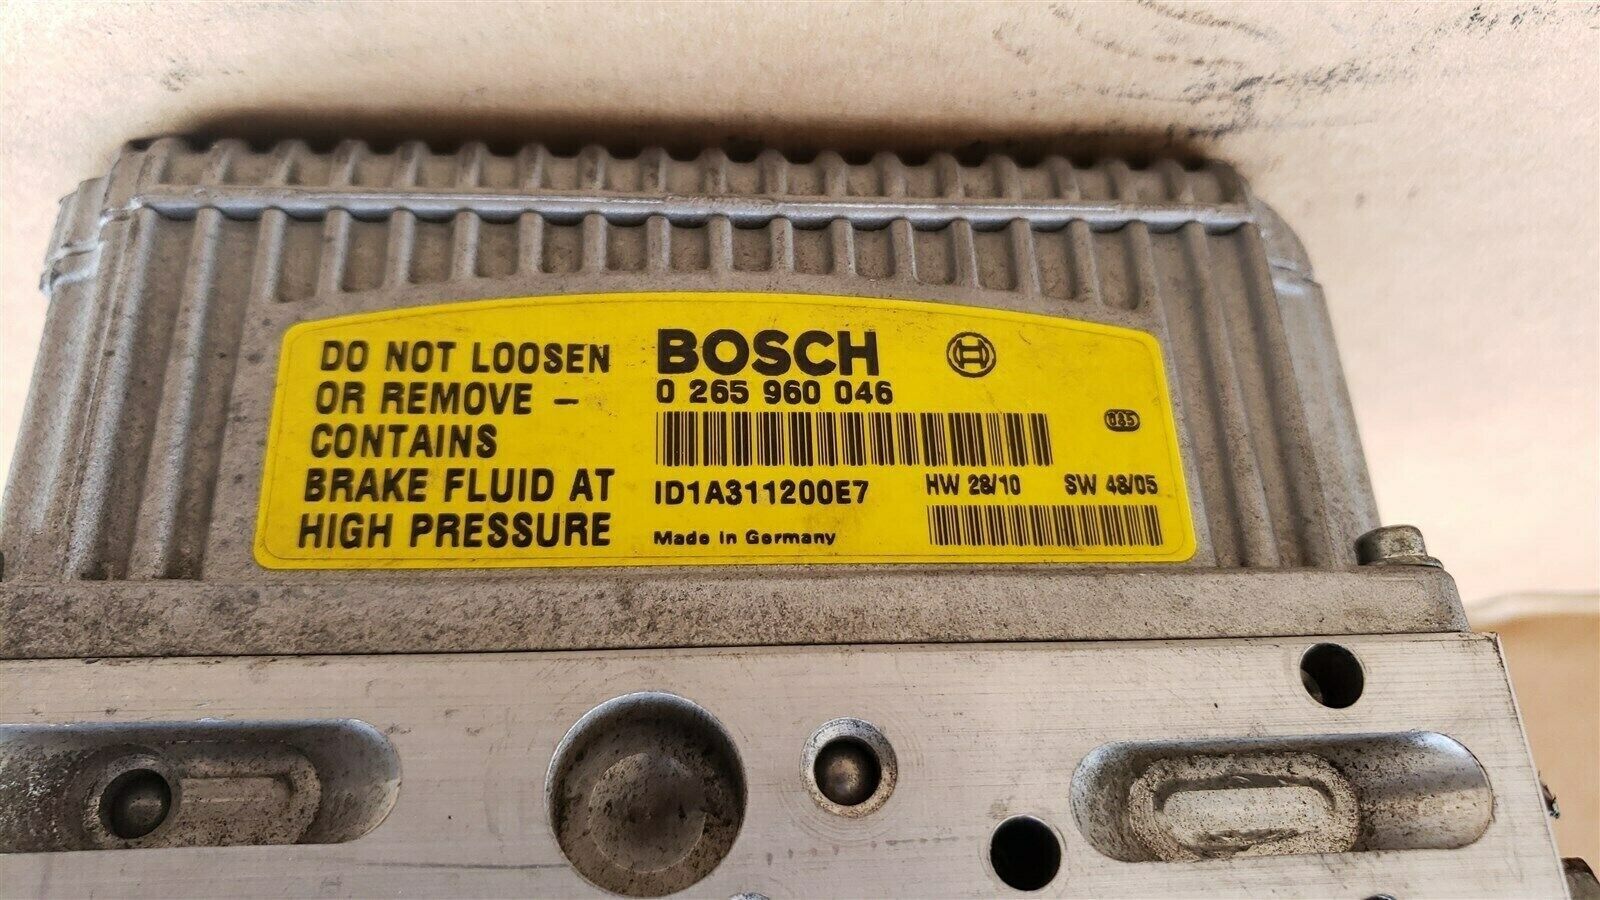 DO NOT LOOSEN
OR REMOVE –
CONTAINS
BRAKE FLUID AT
HIGH PRESSURE
BOSCH
0 265 960 046
ID1A311200E7
HW 28/10 SW 48/05
Made in Germany